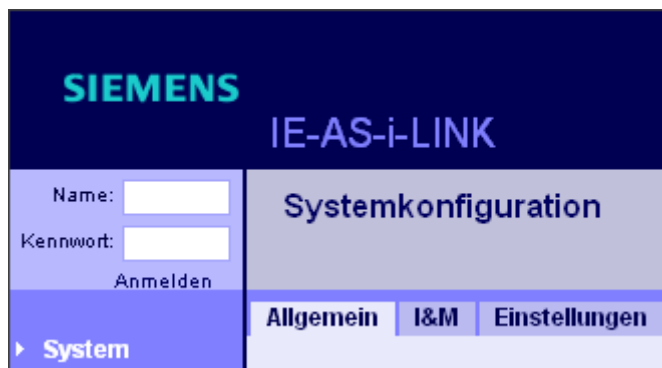 SIEMENS
IE-AS-i-LINK
Name:
Kennwort:
Anmelden
System
Systemkonfiguration
Allgemein I&M Einstellungen